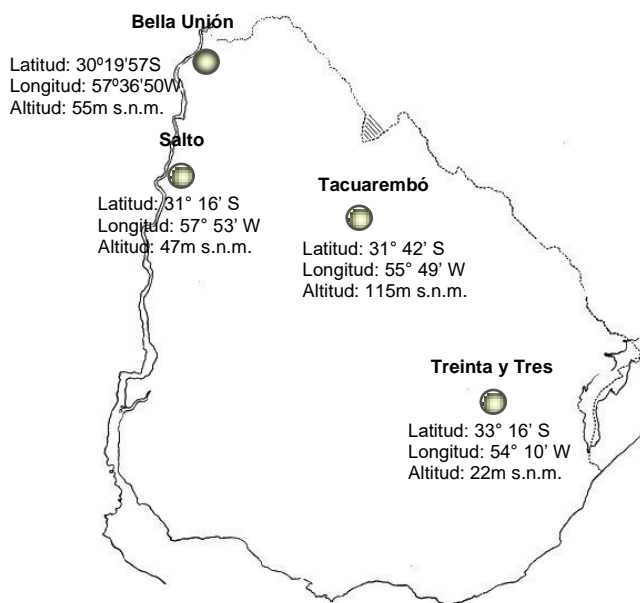 Bella Unión
Latitud: 30º19'57S
Longitud: 57º36'50W
Altitud: 55m s.n.m.
Salto
Latitud: 31° 16’ S
Longitud: 57° 53’ W
Altitud: 47m s.n.m.
Tacuarembó
Latitud: 31° 42’ S
Longitud: 55° 49’ W
Altitud: 115m s.n.m.
Treinta y Tres
Latitud: 33° 16’ S
Longitud: 54° 10’ W
Altitud: 22m s.n.m.